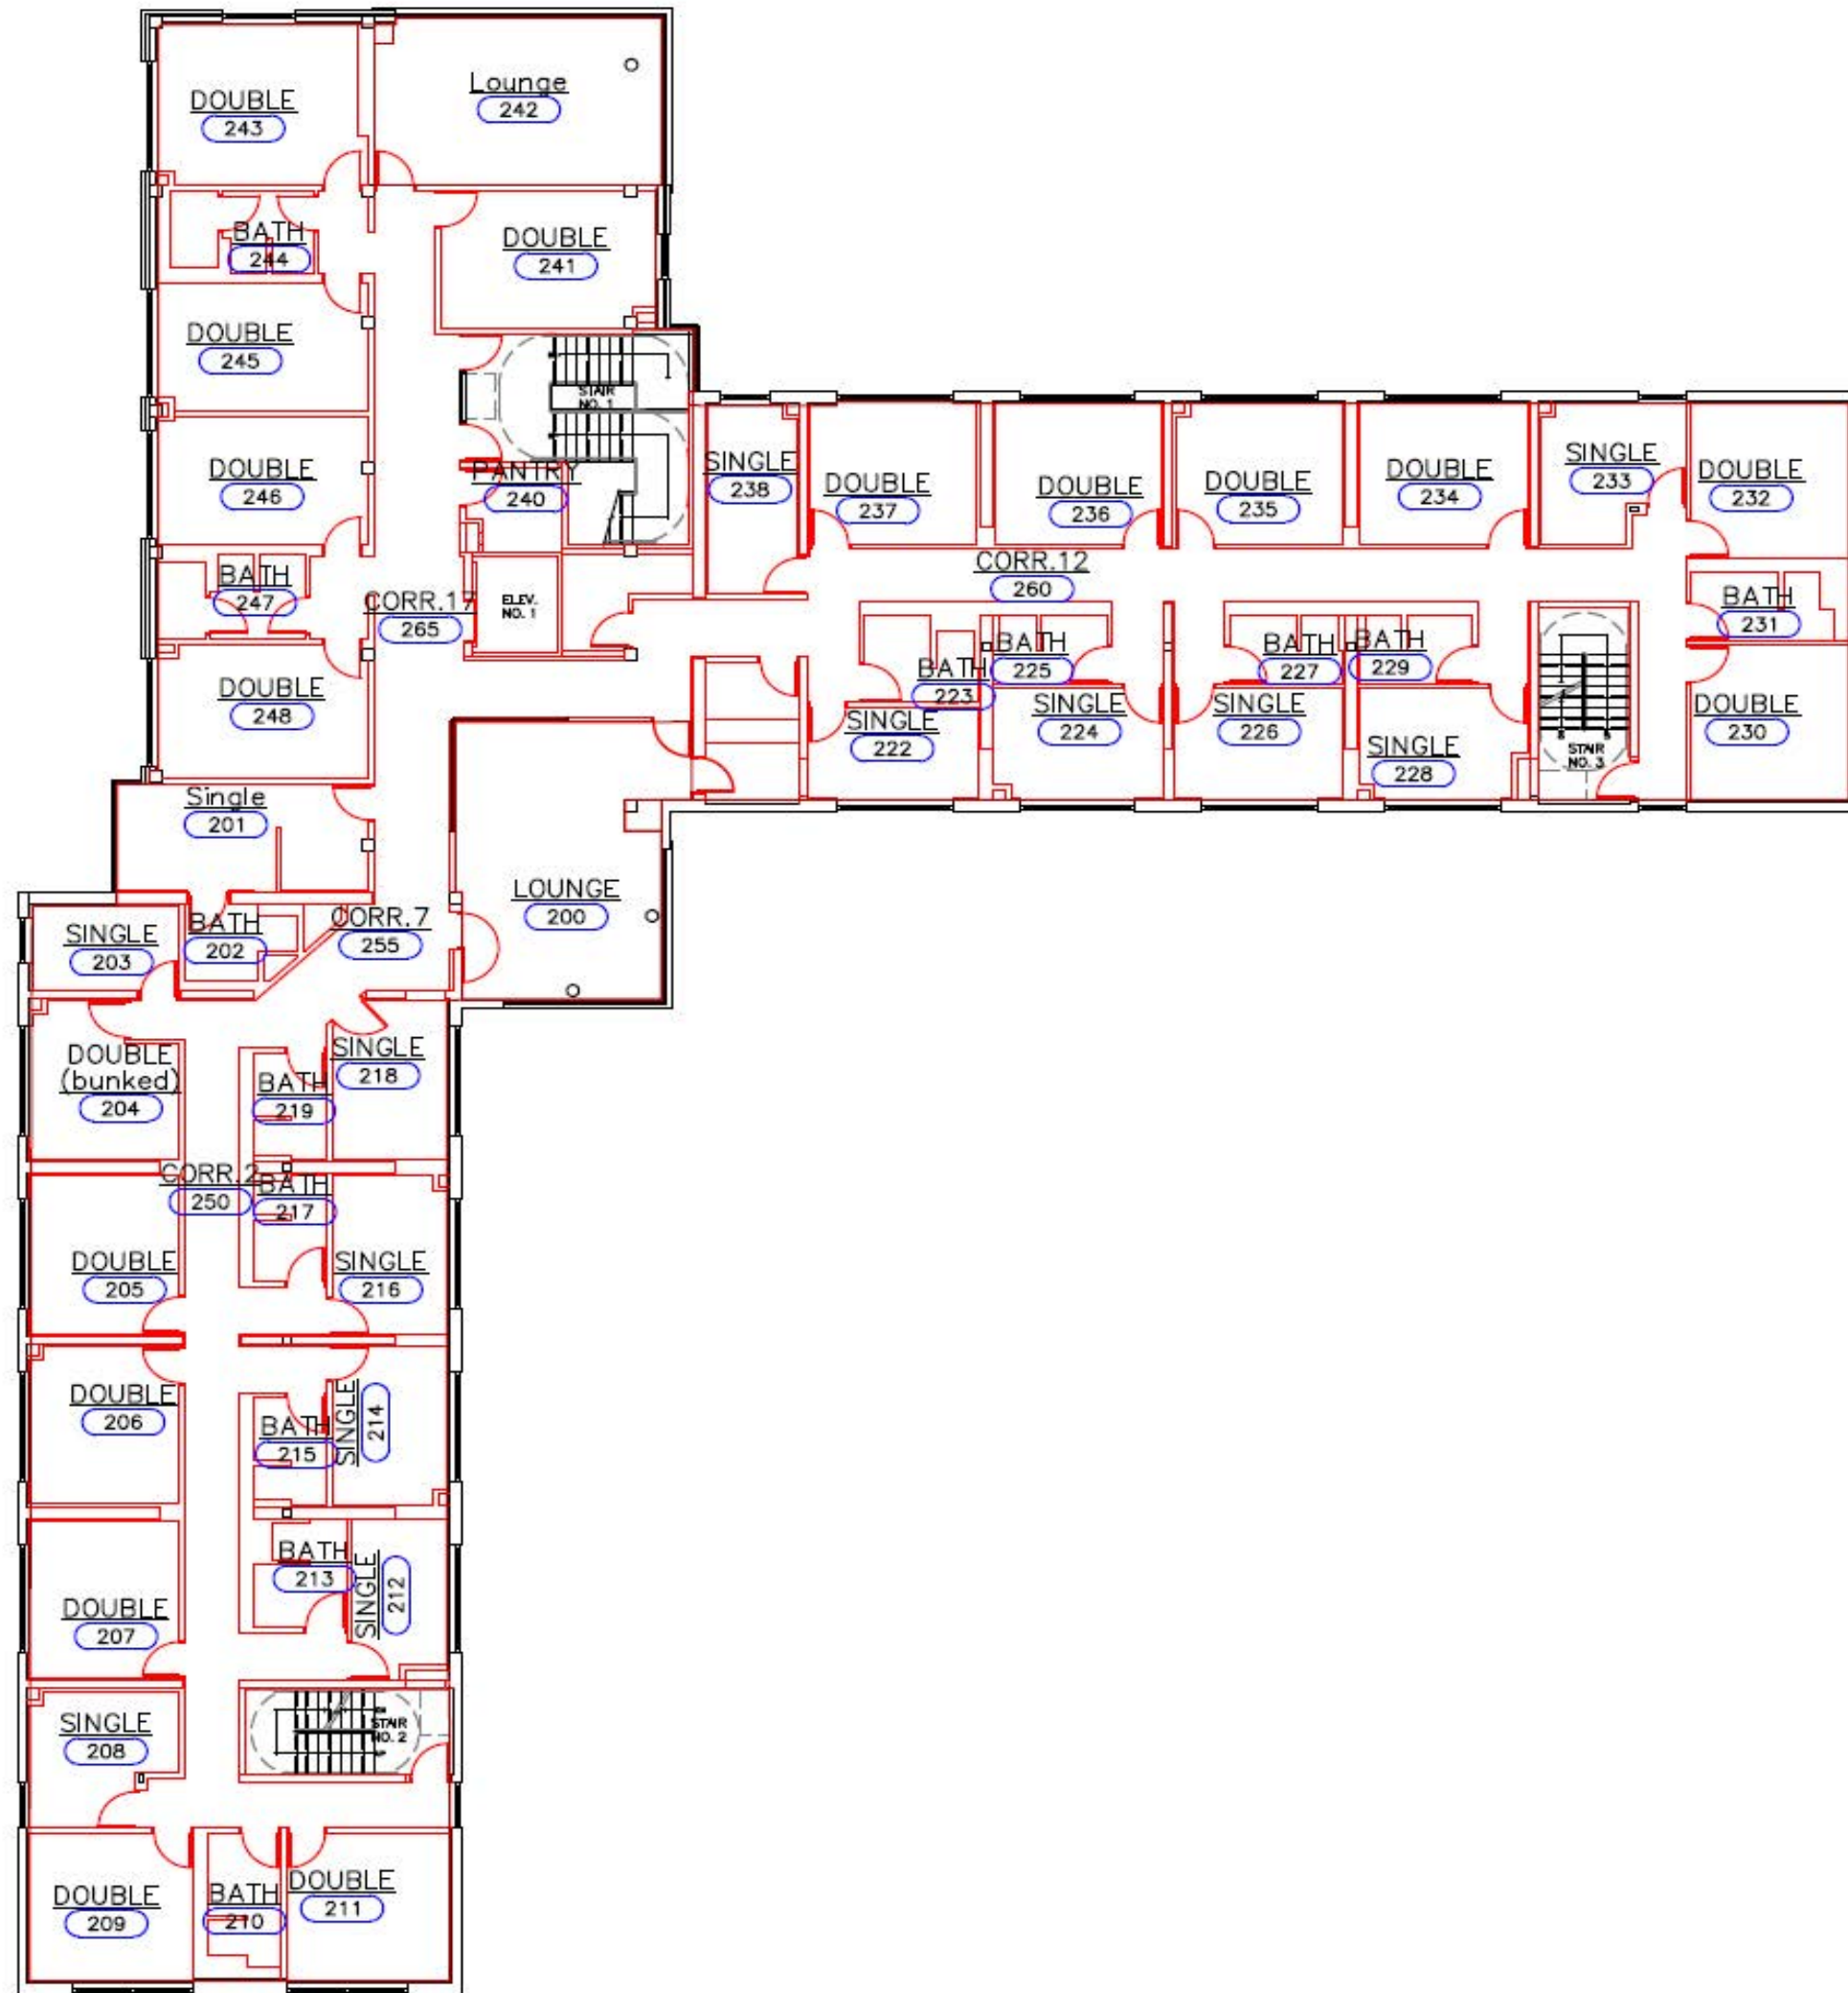 DOUBLE
243
Lounge
242
BATH
244
DOUBLE
241
DOUBLE
245
STAIR
NO. 1
DOUBLE
246
PANTRY
240
SINGLE
238
DOUBLE
237
DOUBLE
236
DOUBLE
235
DOUBLE
234
SINGLE
233
DOUBLE
232
BATH
247
CORR.17
265
ELEV.
NO. 1
CORR.12
260
BATH
231
DOUBLE
248
BATH
223
BATH
225
BATH
227
BATH
229
SINGLE
222
SINGLE
224
SINGLE
226
SINGLE
228
STAIR
NO. 3
DOUBLE
230
Single
201
LOUNGE
200
SINGLE
203
BATH
202
CORR.7
255
DOUBLE
(bunked)
204
BATH
219
SINGLE
218
CORR.2
250
BATH
217
DOUBLE
205
SINGLE
216
DOUBLE
206
BATH
215
SINGLE
214
DOUBLE
207
BATH
213
SINGLE
212
SINGLE
208
STAIR
NO. 2
DOUBLE
209
BATH
210
DOUBLE
211